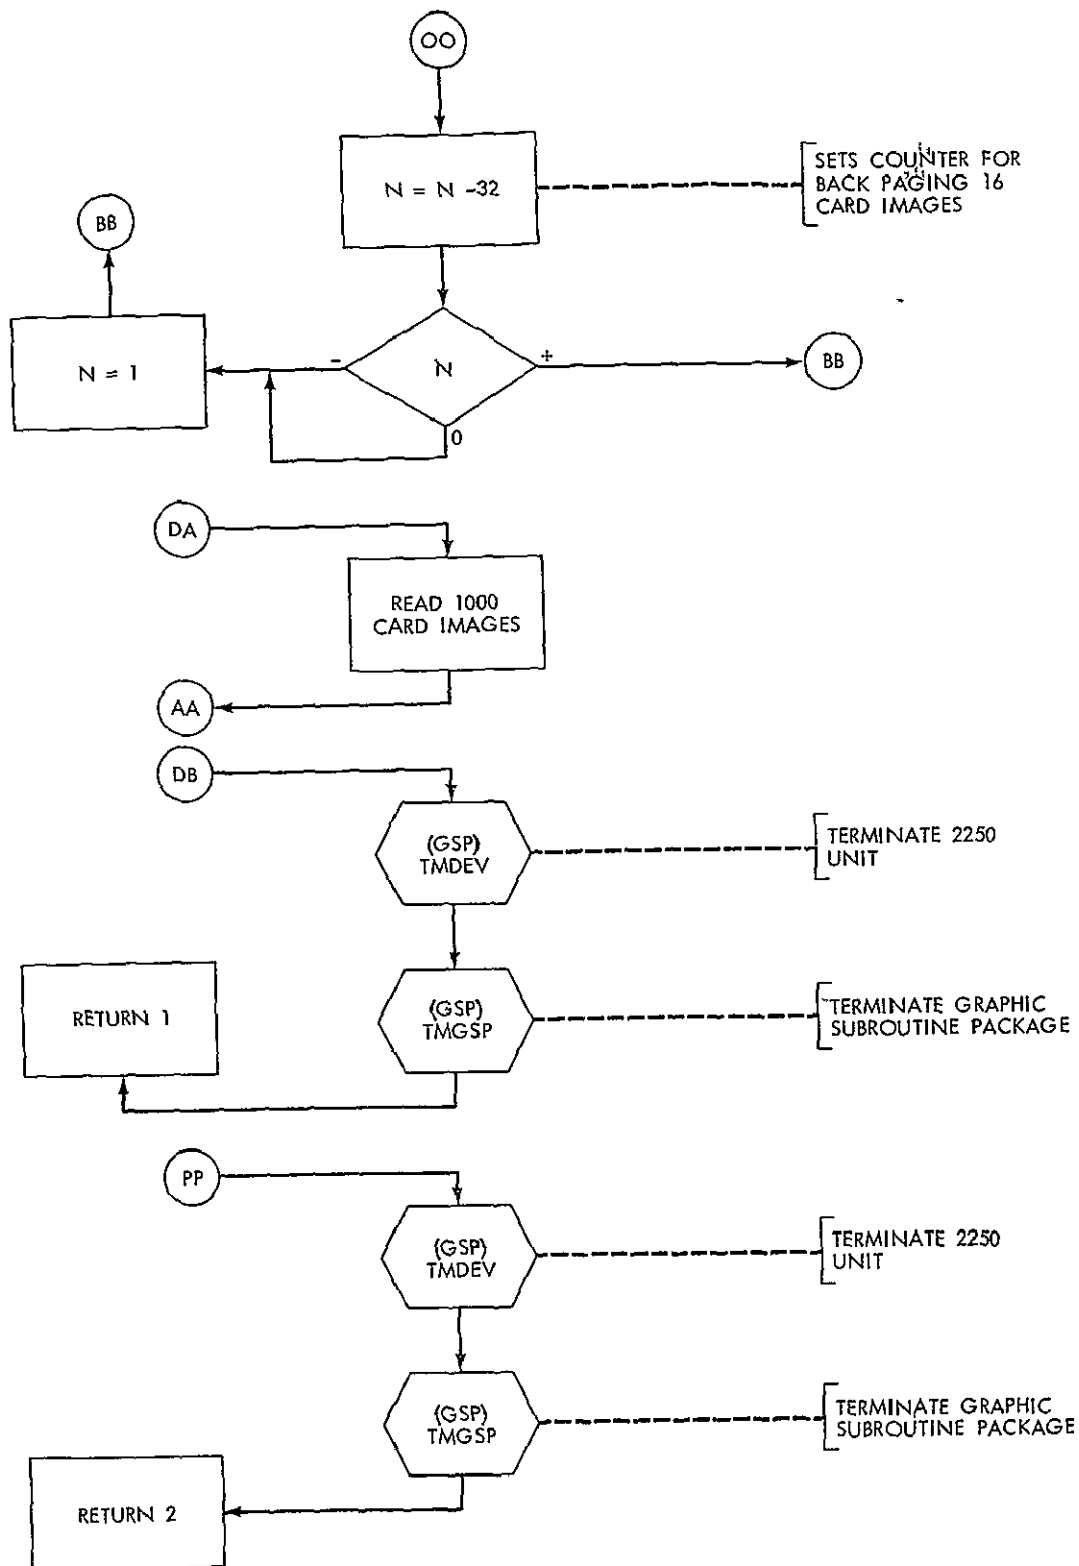 OO
N = N -32
SETS COUNTER FOR
BACK PAGING 16
CARD IMAGES
BB
N = 1
-
N
+
BB
0
DA
READ 1000
CARD IMAGES
AA
DB
(GSP)
TMDEV
TERMINATE 2250
UNIT
RETURN 1
(GSP)
TMGSP
TERMINATE GRAPHIC
SUBROUTINE PACKAGE
PP
(GSP)
TMDEV
TERMINATE 2250
UNIT
(GSP)
TMGSP
TERMINATE GRAPHIC
SUBROUTINE PACKAGE
RETURN 2